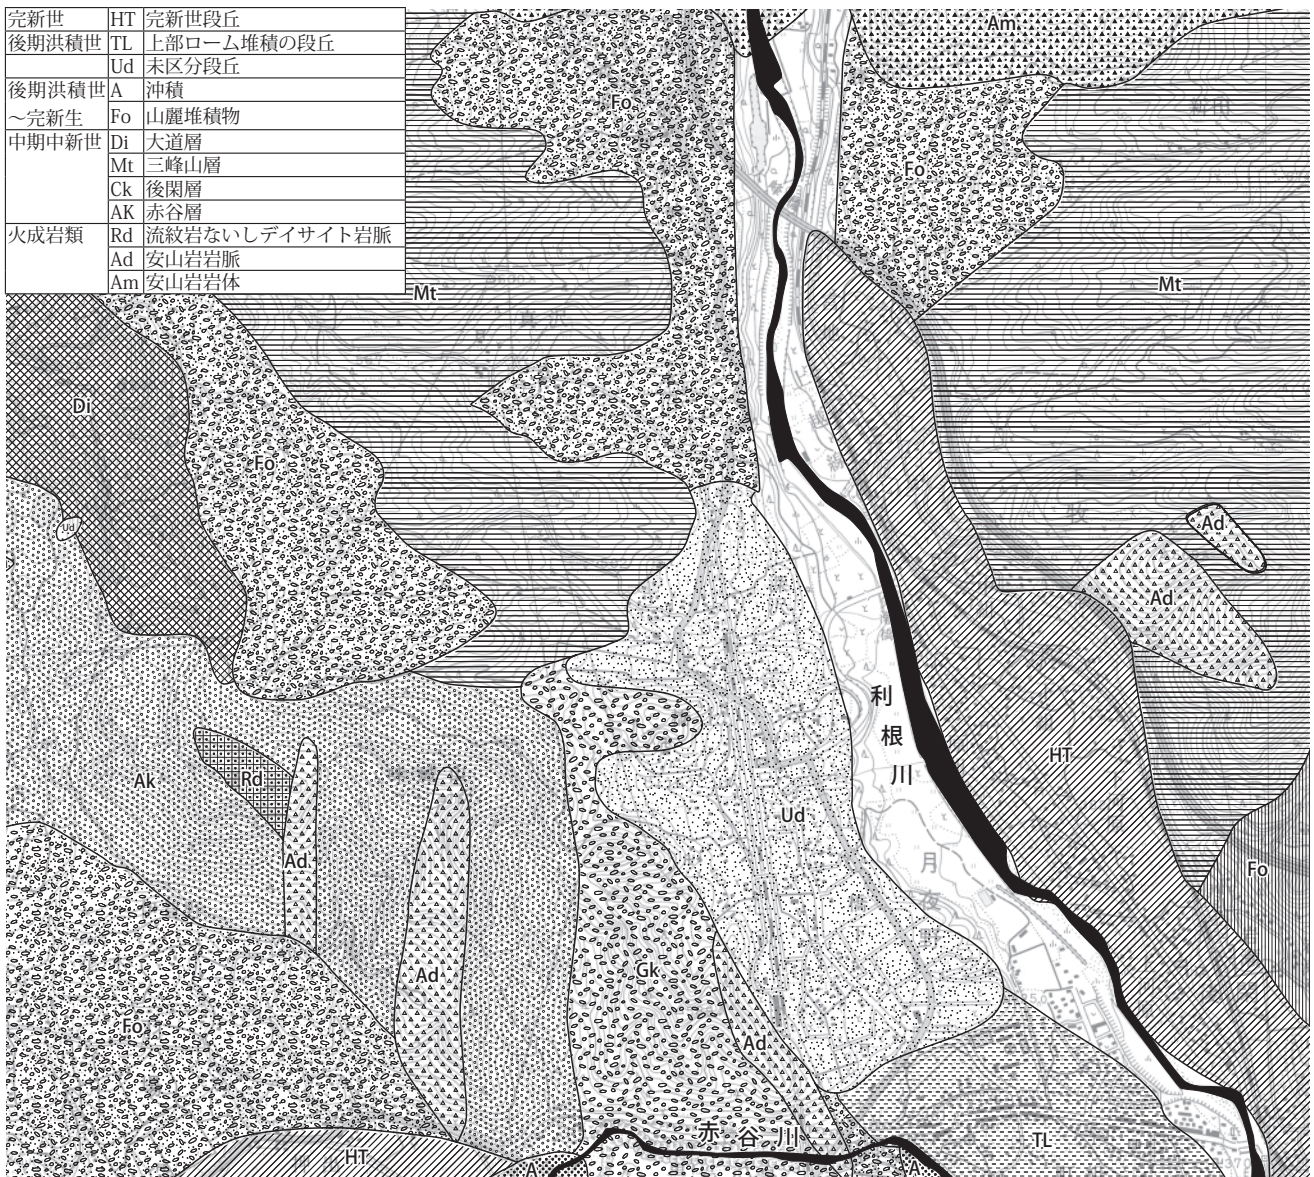 完新世 HT 完新世段丘
後期洪積世 TL 上部ローム堆積の段丘
Ud 未区分段丘
後期洪積世 A 沖積
～完新生 Fo 山麓堆積物
中期中新世 Di 大道層
Mt 三峰山層
Ck 後閑層
AK 赤谷層
火成岩類 Rd 流紋岩ないしデイサイト岩脈
Ad 安山岩岩脈
Am 安山岩岩体
Am
Fo
Fo
Mt
Mt
Di
Fo
Ud
Ad
Ad
利
根
川
HT
Ak
Rd
Ud
Ad
月
夜
Fo
Ad
Gk
Fo
Ad
赤谷川
HT
A
A
TL